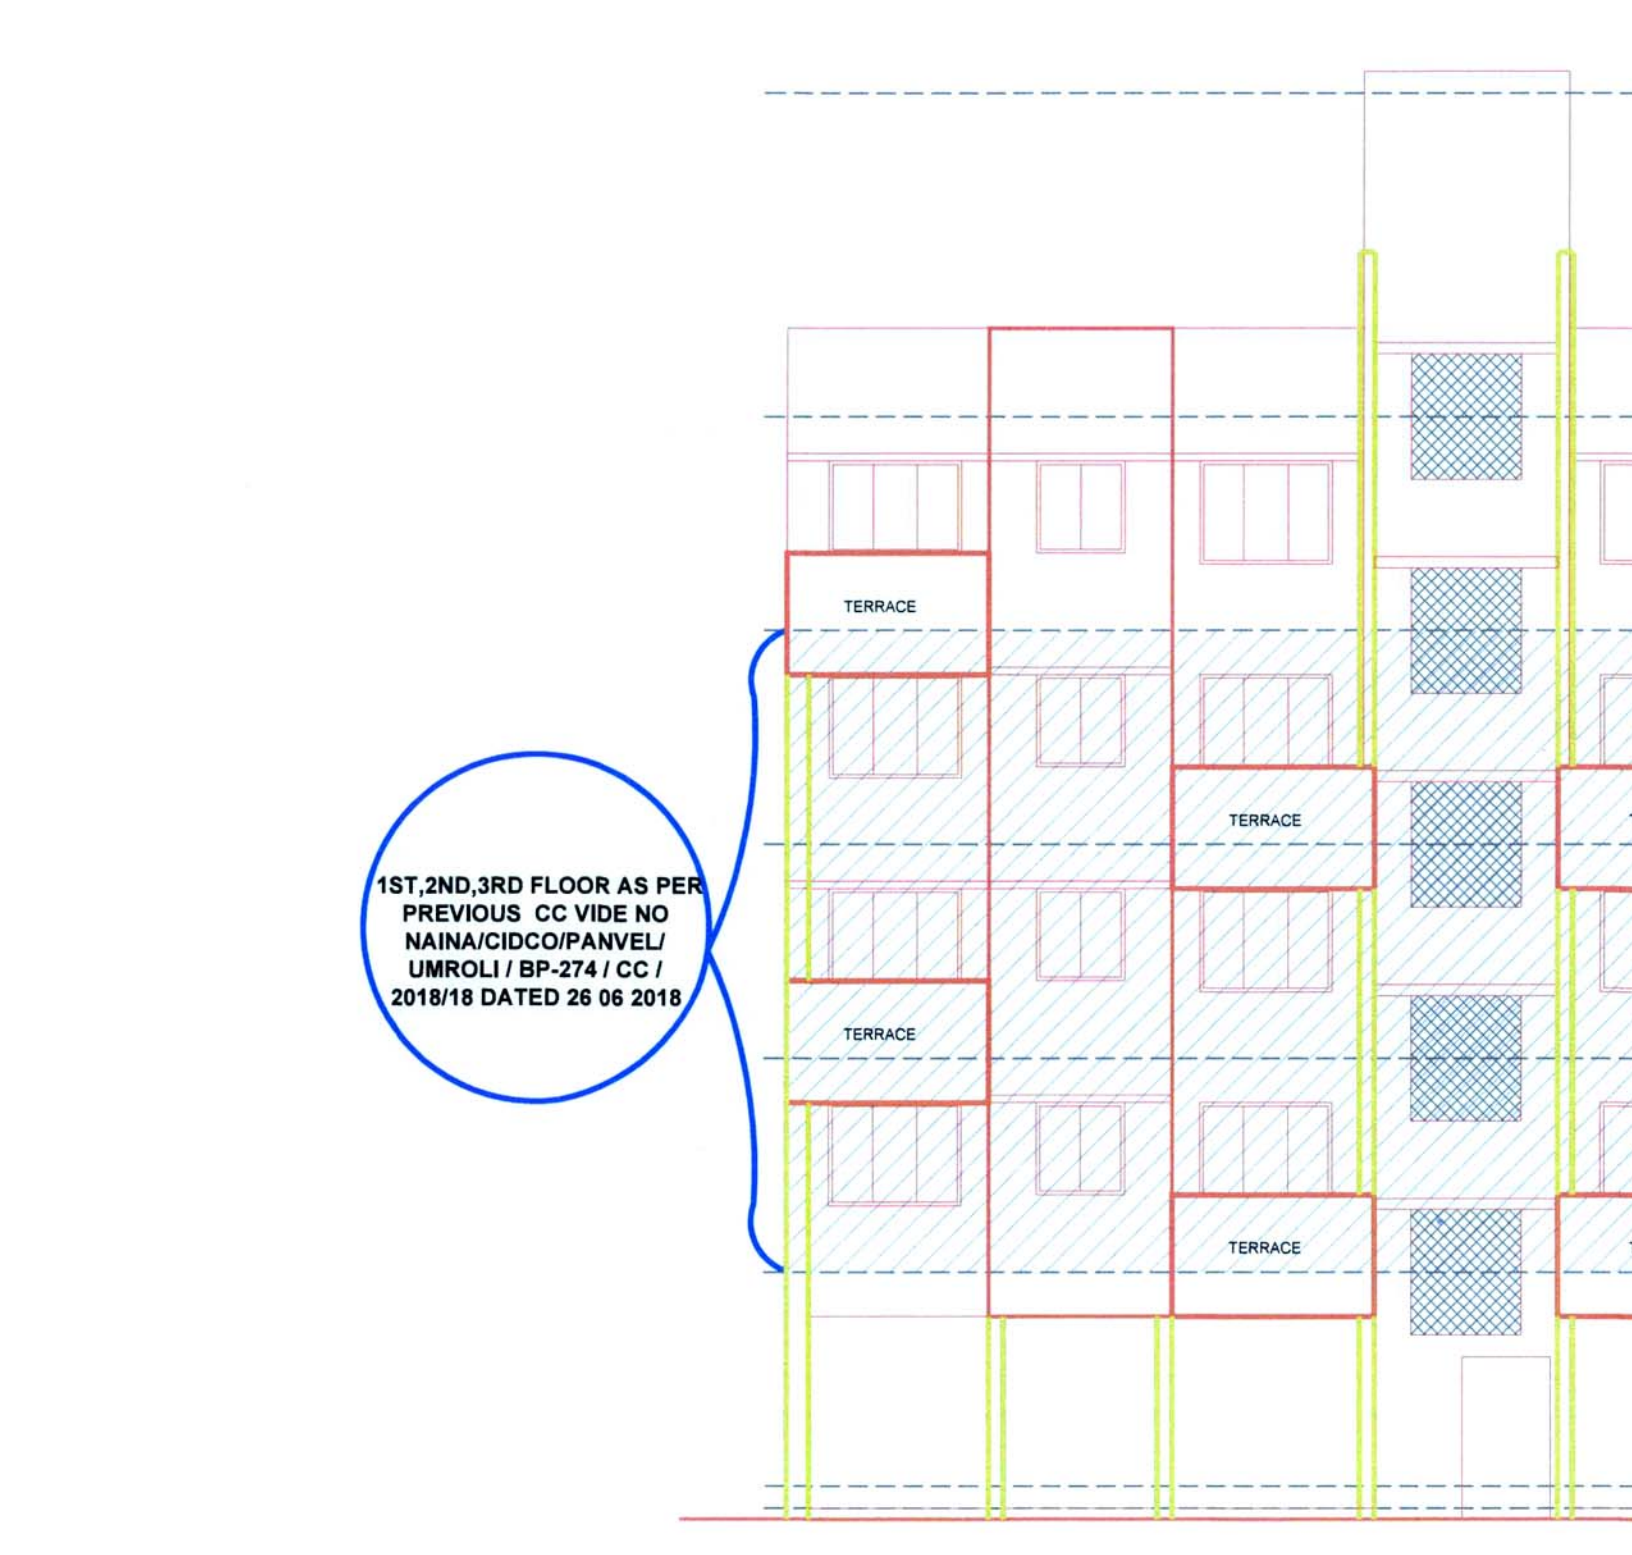 TERRACE
TERRACE
1ST,2ND,3RD FLOOR AS PER
PREVIOUS CC VIDE NO
NAINA/CIDCO/PANVEL/
UMROLI / BP-274 / CC /
2018/18 DATED 26 06 2018
TERRACE
TERRACE